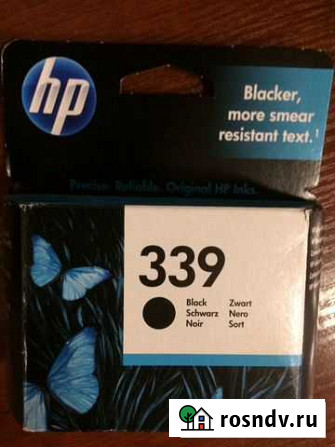 hp
Blacker,
more smear
resistant text.¹
Precise. Reliable. Original HP Inks.
339
Black Zwart
Schwarz Nero
Noir Sort
rosndv.ru